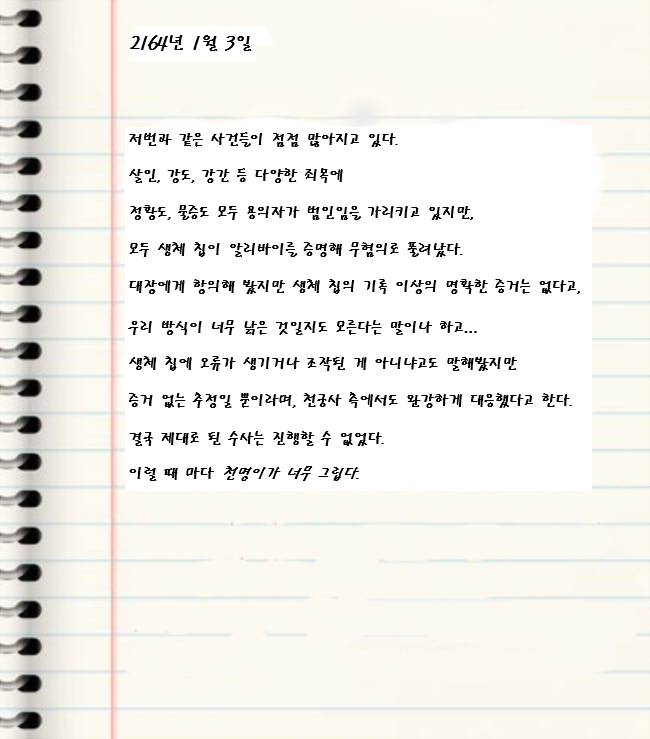 2164년 1월 3일
저번과 같은 사건들이 점점 많아지고 있다.
살인, 강도, 강간 등 다양한 죄목에
정황도, 물증도 모두 용의자가 범인임을 가리키고 있지만,
모두 생체 칩이 알리바이를 증명해 무혐의로 풀려났다.
대장에게 항의해 봤지만 생체 칩의 기록 이상의 명확한 증거는 없다고,
우리 방식이 너무 낡은 것일지도 모른다는 말이나 하고...
생체 칩에 오류가 생기거나 조작된 게 아니냐고도 말해봤지만
증거 없는 추정일 뿐이라며, 천궁사 측에서도 완강하게 대응했다고 한다.
결국 제대로 된 수사는 진행할 수 없었다.
이럴 때 마다 천명이가 너무 그립다.